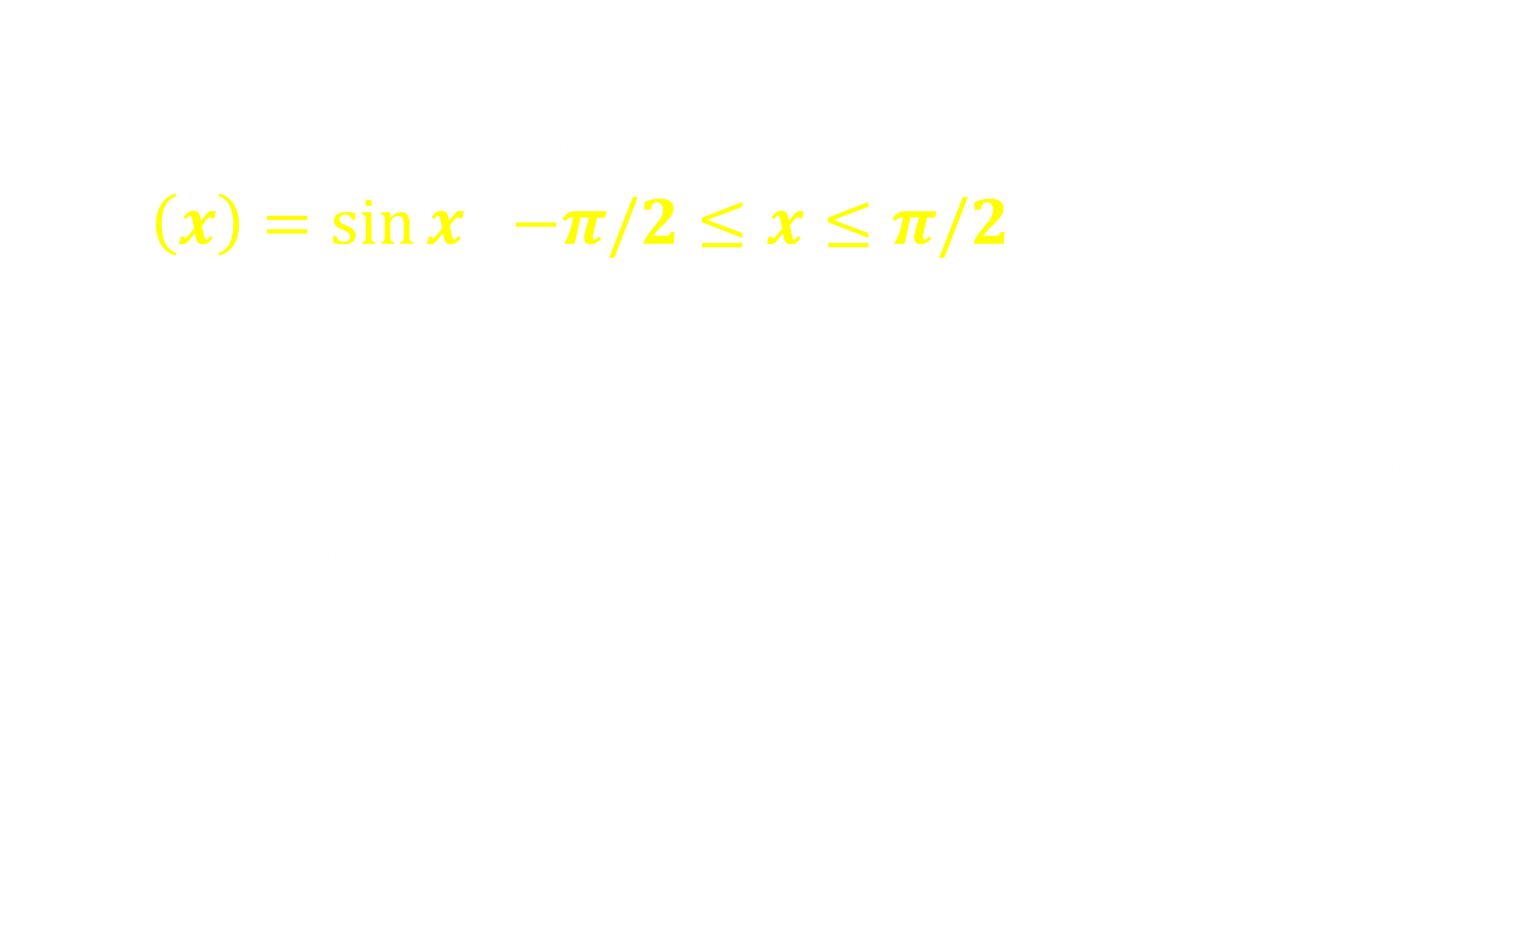 (x) = sin x −π/2 ≤ x ≤ π/2